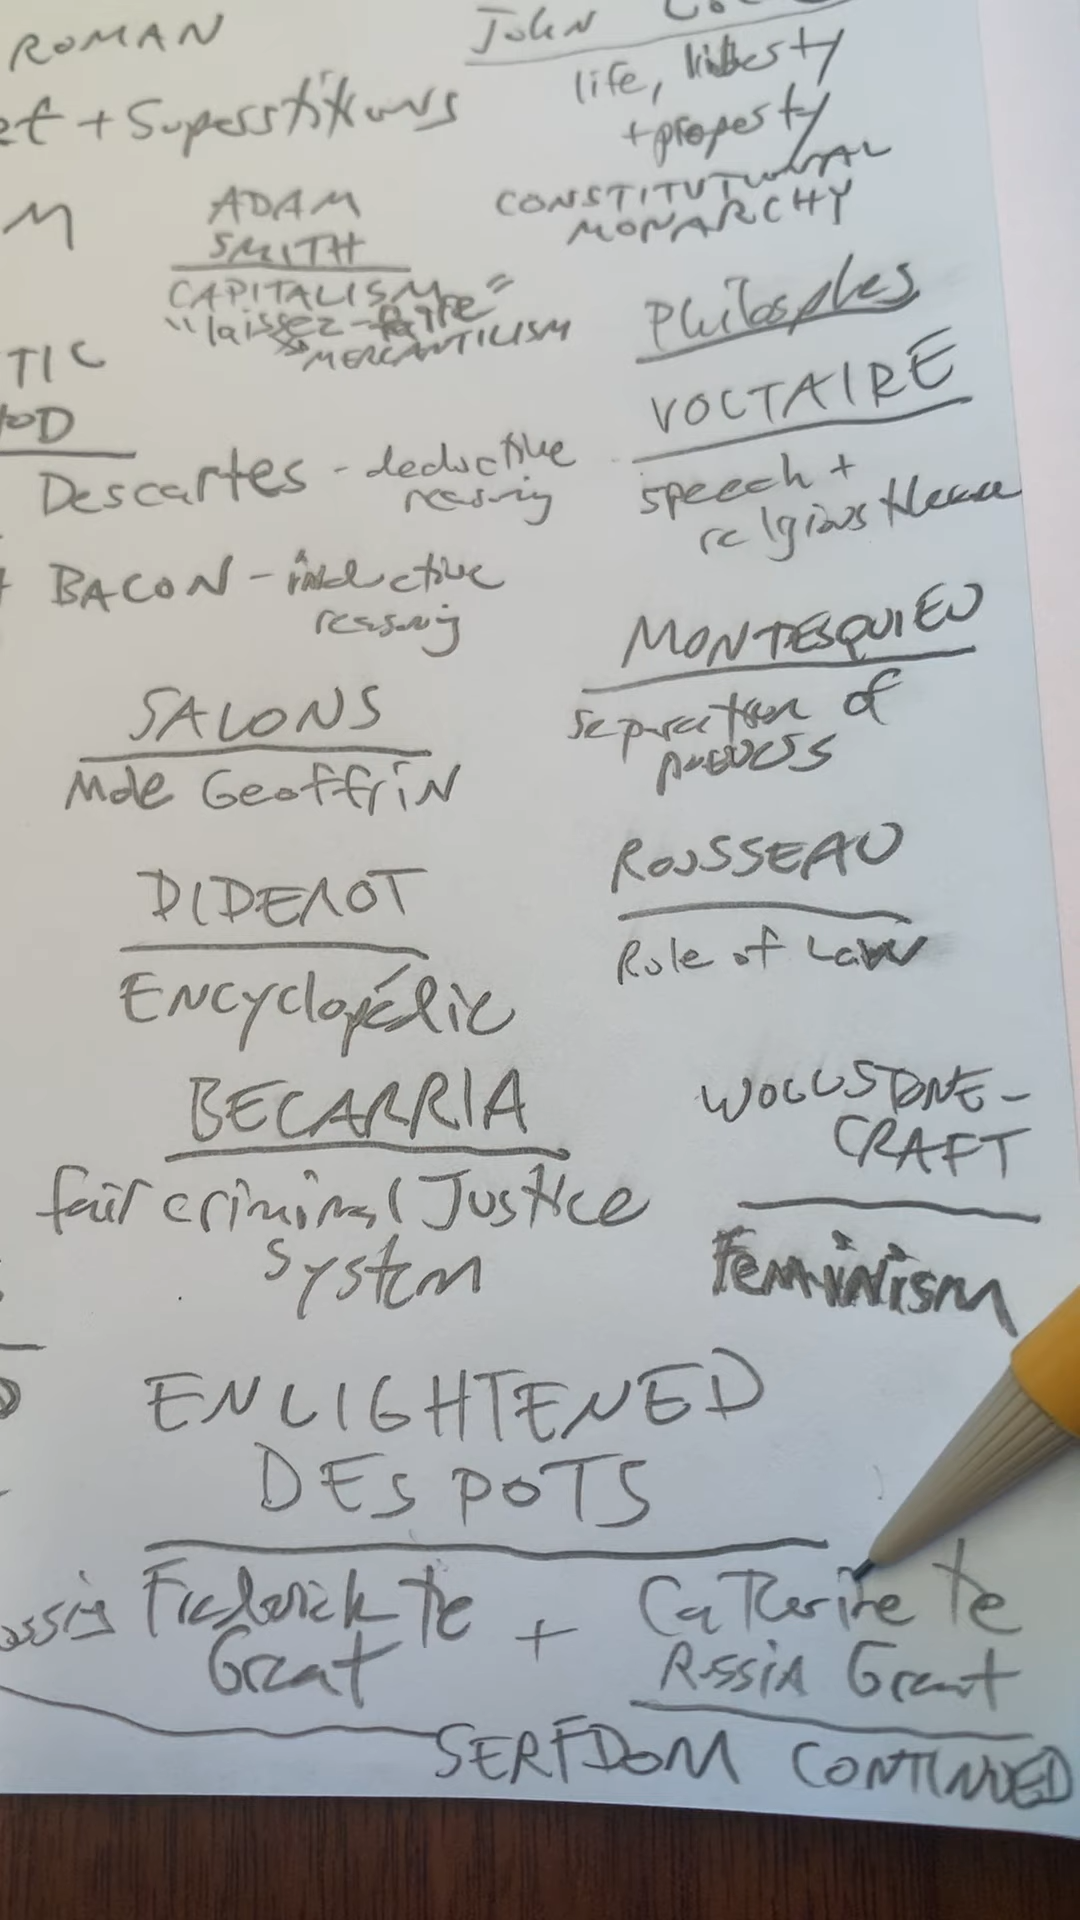 ROMAN
+ Superstitions
John
life, liberty
+ property
CONSTITUTIONAL
MONARCHY
M
ADAM
SMITH
CAPITALISM
"laissez-faire"
MERCANTILISM
Philosophes
TIC
VOLTAIRE
speech +
religious
Descartes - deductive
reasoning
BACON - inductive
reasoning
MONTESQUIEU
separation of
powers
SALONS
Mde Geoffrin
ROUSSEAU
Rule of Law
DIDEROT
ENCyclopédie
BECARRIA
fair criminal Justice
System
WOLLSTONE-
CRAFT
Feminism
ENLIGHTENED
DESPOTS
Frederick the
Great
+
Catherine the
Russia Great
SERFDOM CONTINUED